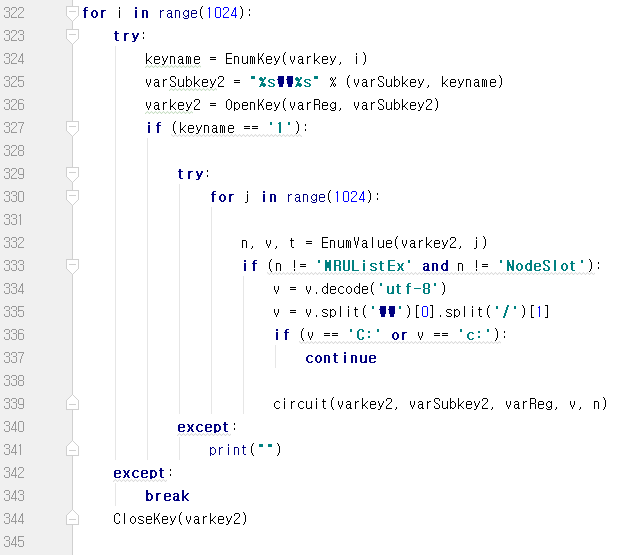 322 for i in range(1024):
323 try:
324 keyname = EnumKey(varkey, i)
325 varSubkey2 = "%s₩₩%s" % (varSubkey, keyname)
326 varkey2 = OpenKey(varReg, varSubkey2)
327 if (keyname == '1'):
328
329 try:
330 for j in range(1024):
331
332 n, v, t = EnumValue(varkey2, j)
333 if (n != 'MRUListEx' and n != 'NodeSlot'):
334 v = v.decode('utf-8')
335 v = v.split('₩₩')[0].split('/')[1]
336 if (v == 'C:' or v == 'c:'):
337 continue
338
339 circuit(varkey2, varSubkey2, varReg, v, n)
340 except:
341 print("")
342 except:
343 break
344 CloseKey(varkey2)
345